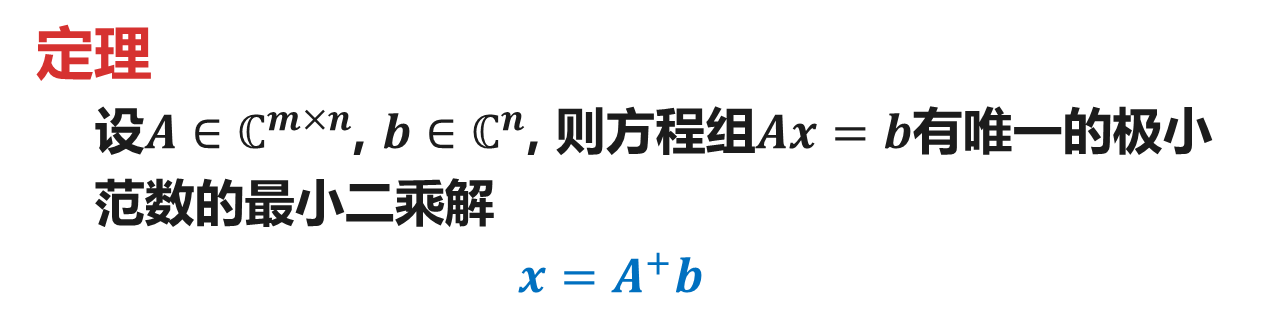 定理
设𝑨 ∈ ℂ^{𝒎×𝒏}, 𝒃 ∈ ℂ^𝒏, 则方程组𝑨𝒙 = 𝒃有唯一的极小
范数的最小二乘解
𝒙 = 𝑨^+𝒃